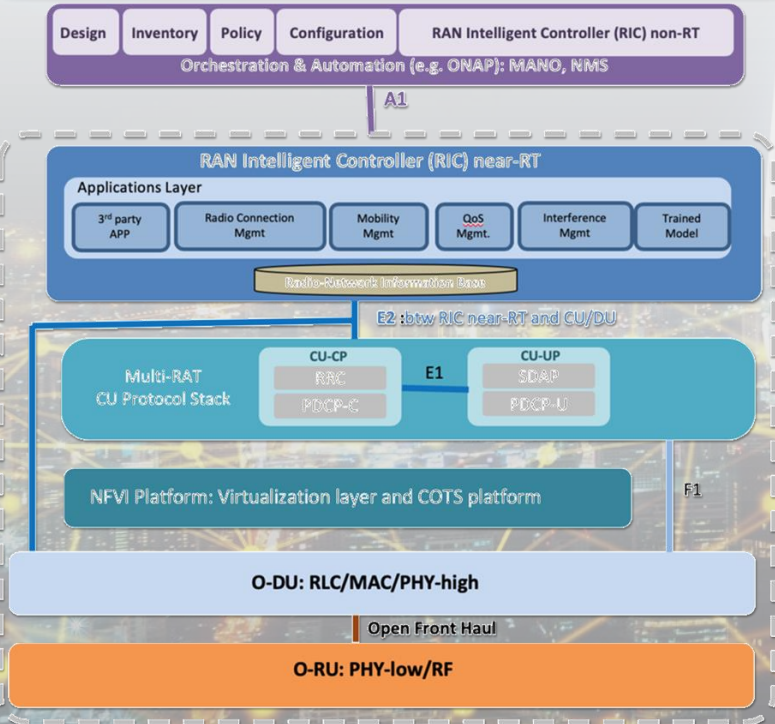 Design
Inventory
Policy
Configuration
RAN Intelligent Controller (RIC) non-RT
Orchestration & Automation (e.g. ONAP): MANO, NMS
A1
RAN Intelligent Controller (RIC) near-RT
Applications Layer
3rd party
APP
Radio Connection
Mgmt
Mobility
Mgmt
QoS
Mgmt.
Interference
Mgmt
Trained
Model
Radio-Network Information Base
E2 :btw RIC near-RT and CU/DU
Multi-RAT
CU Protocol Stack
CU-CP
RRC
PDCP-C
E1
CU-UP
SDAP
PDCP-U
NFVI Platform: Virtualization layer and COTS platform
F1
O-DU: RLC/MAC/PHY-high
Open Front Haul
O-RU: PHY-low/RF